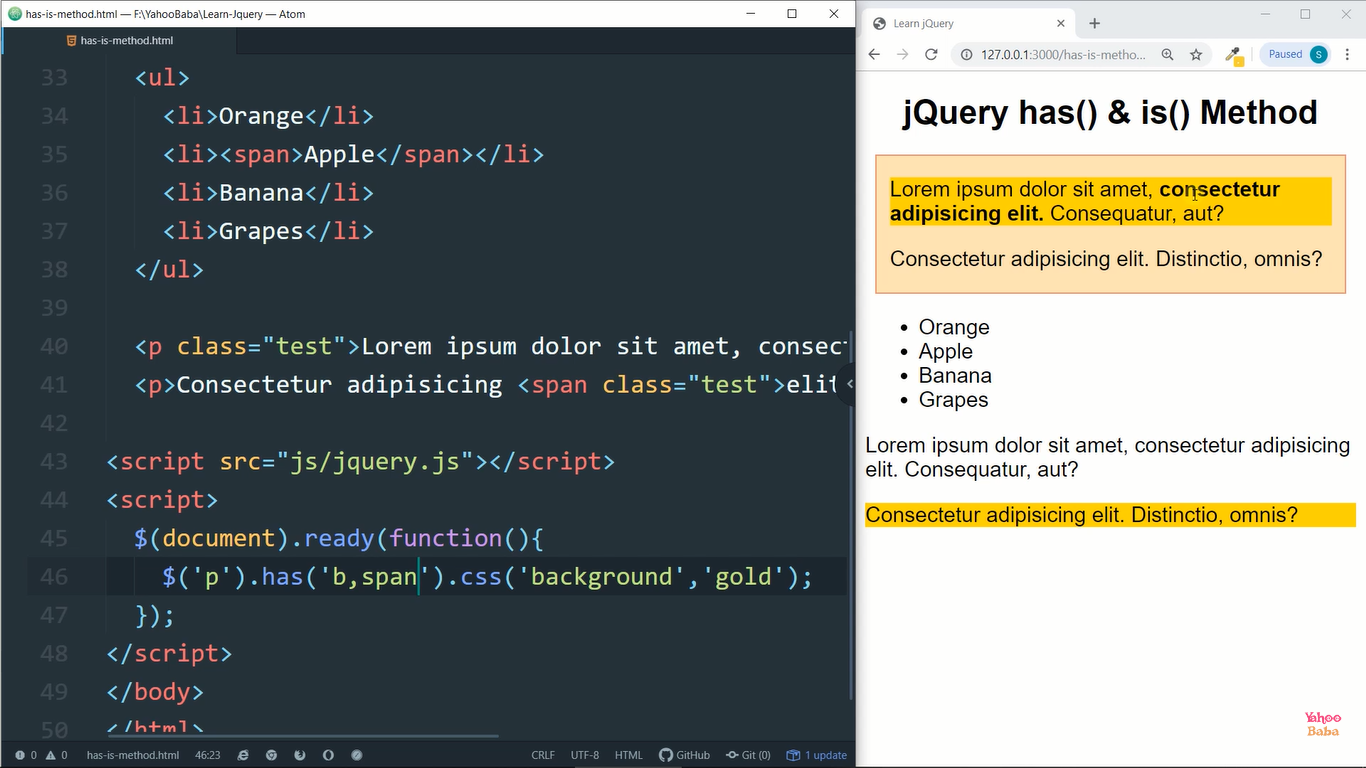 has-is-method.html — F:\YahooBaba\Learn-Jquery — Atom
has-is-method.html
33 <ul>
34 <li>Orange</li>
35 <li><span>Apple</span></li>
36 <li>Banana</li>
37 <li>Grapes</li>
38 </ul>
39
40 <p class="test">Lorem ipsum dolor sit amet, consect
41 <p>Consectetur adipisicing <span class="test">elit
42
43 <script src="js/jquery.js"></script>
44 <script>
45 $(document).ready(function(){
46 $('p').has('b,span').css('background','gold');
47 });
48 </script>
49 </body>
50 </html>
0 0 has-is-method.html 46:23 CRLF UTF-8 HTML GitHub Git (0) 1 update
Learn jQuery
127.0.0.1:3000/has-is-metho... Paused S
jQuery has() & is() Method
Lorem ipsum dolor sit amet, consectetur
adipisicing elit. Consequatur, aut?
Consectetur adipisicing elit. Distinctio, omnis?
• Orange
• Apple
• Banana
• Grapes
Lorem ipsum dolor sit amet, consectetur adipisicing
elit. Consequatur, aut?
Consectetur adipisicing elit. Distinctio, omnis?
Yahoo
Baba